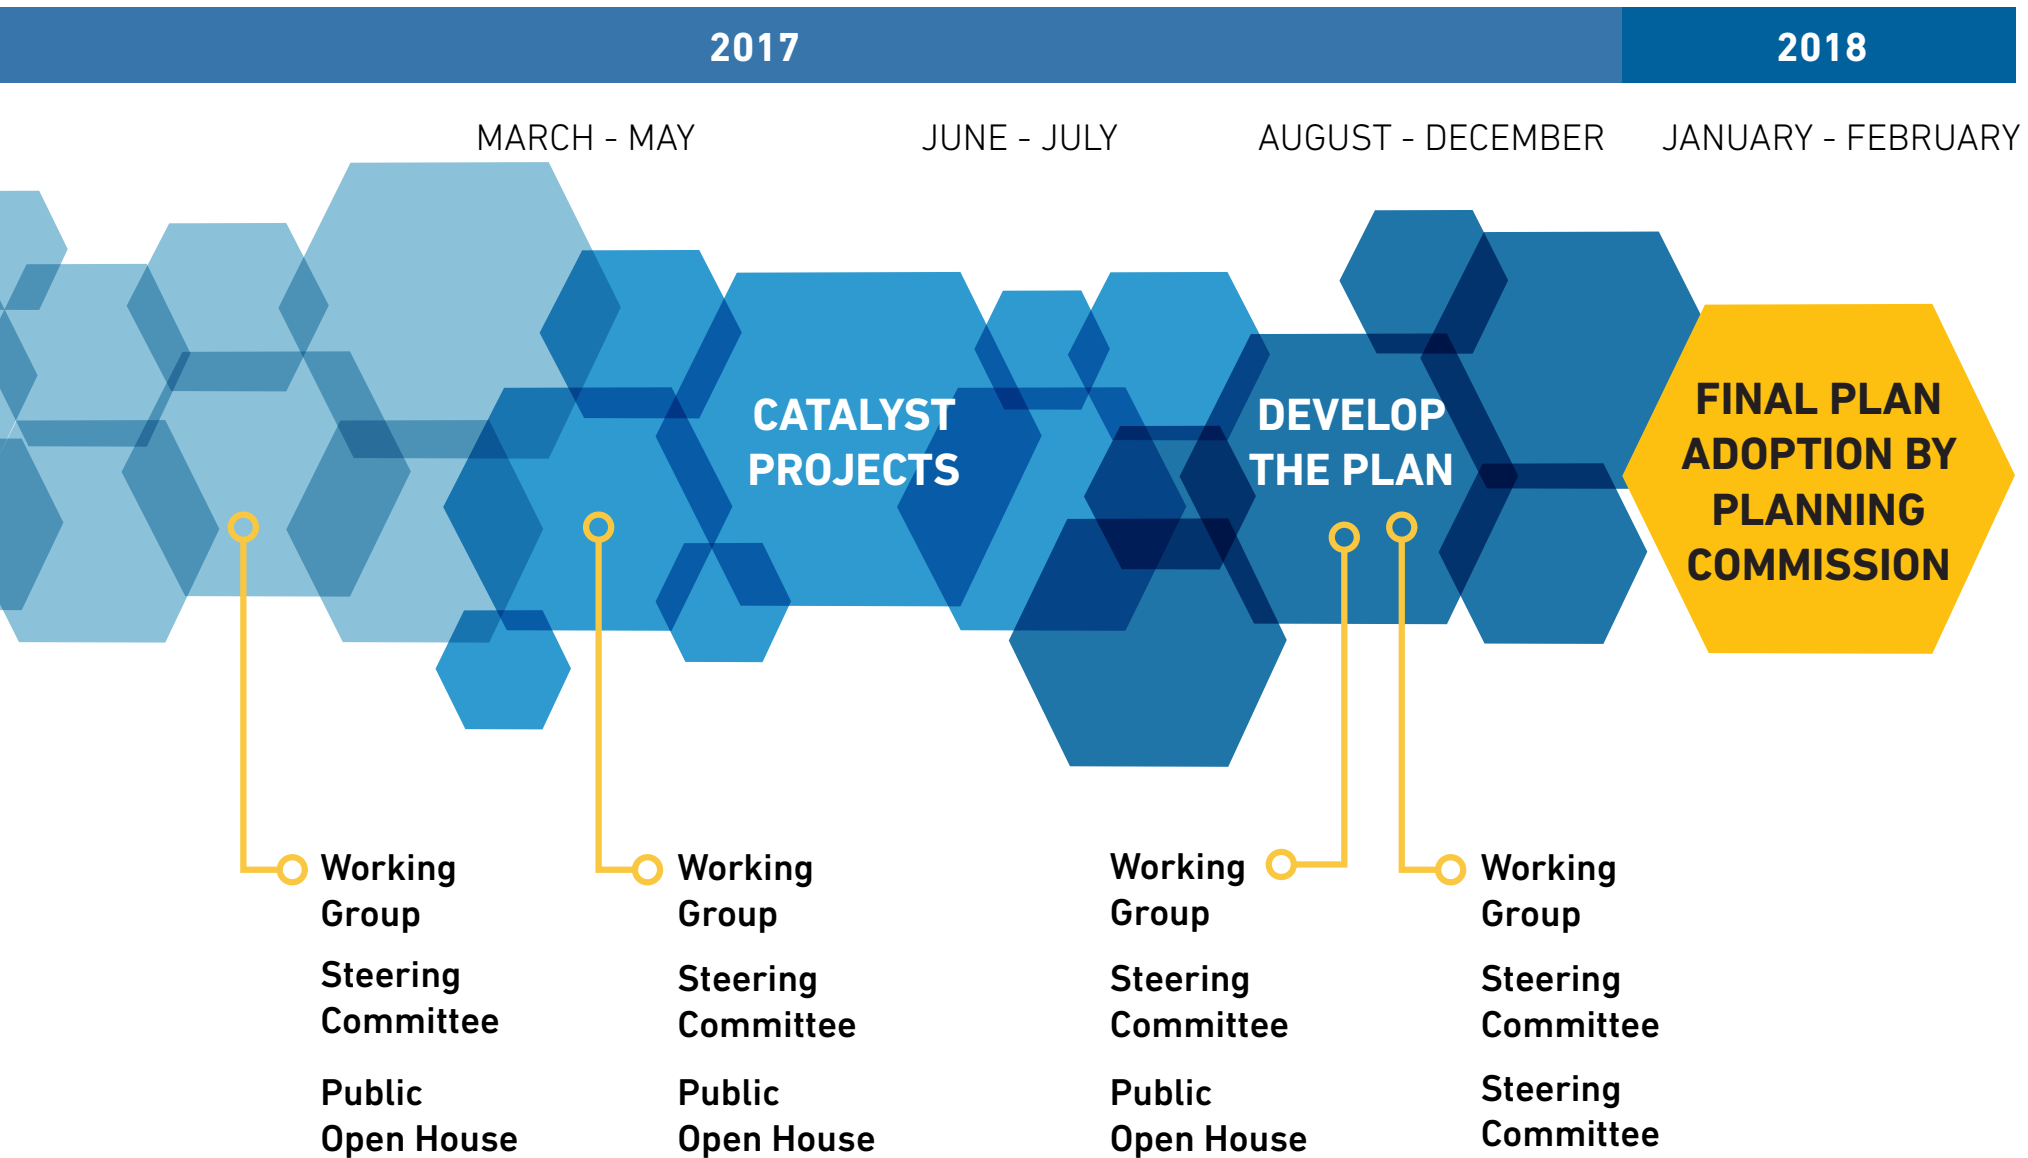 2017
2018
MARCH - MAY
JUNE - JULY
AUGUST - DECEMBER
JANUARY - FEBRUARY
CATALYST
PROJECTS
DEVELOP
THE PLAN
FINAL PLAN
ADOPTION BY
PLANNING
COMMISSION
Working
Group
Steering
Committee
Public
Open House
Working
Group
Steering
Committee
Public
Open House
Working
Group
Steering
Committee
Public
Open House
Working
Group
Steering
Committee
Steering
Committee